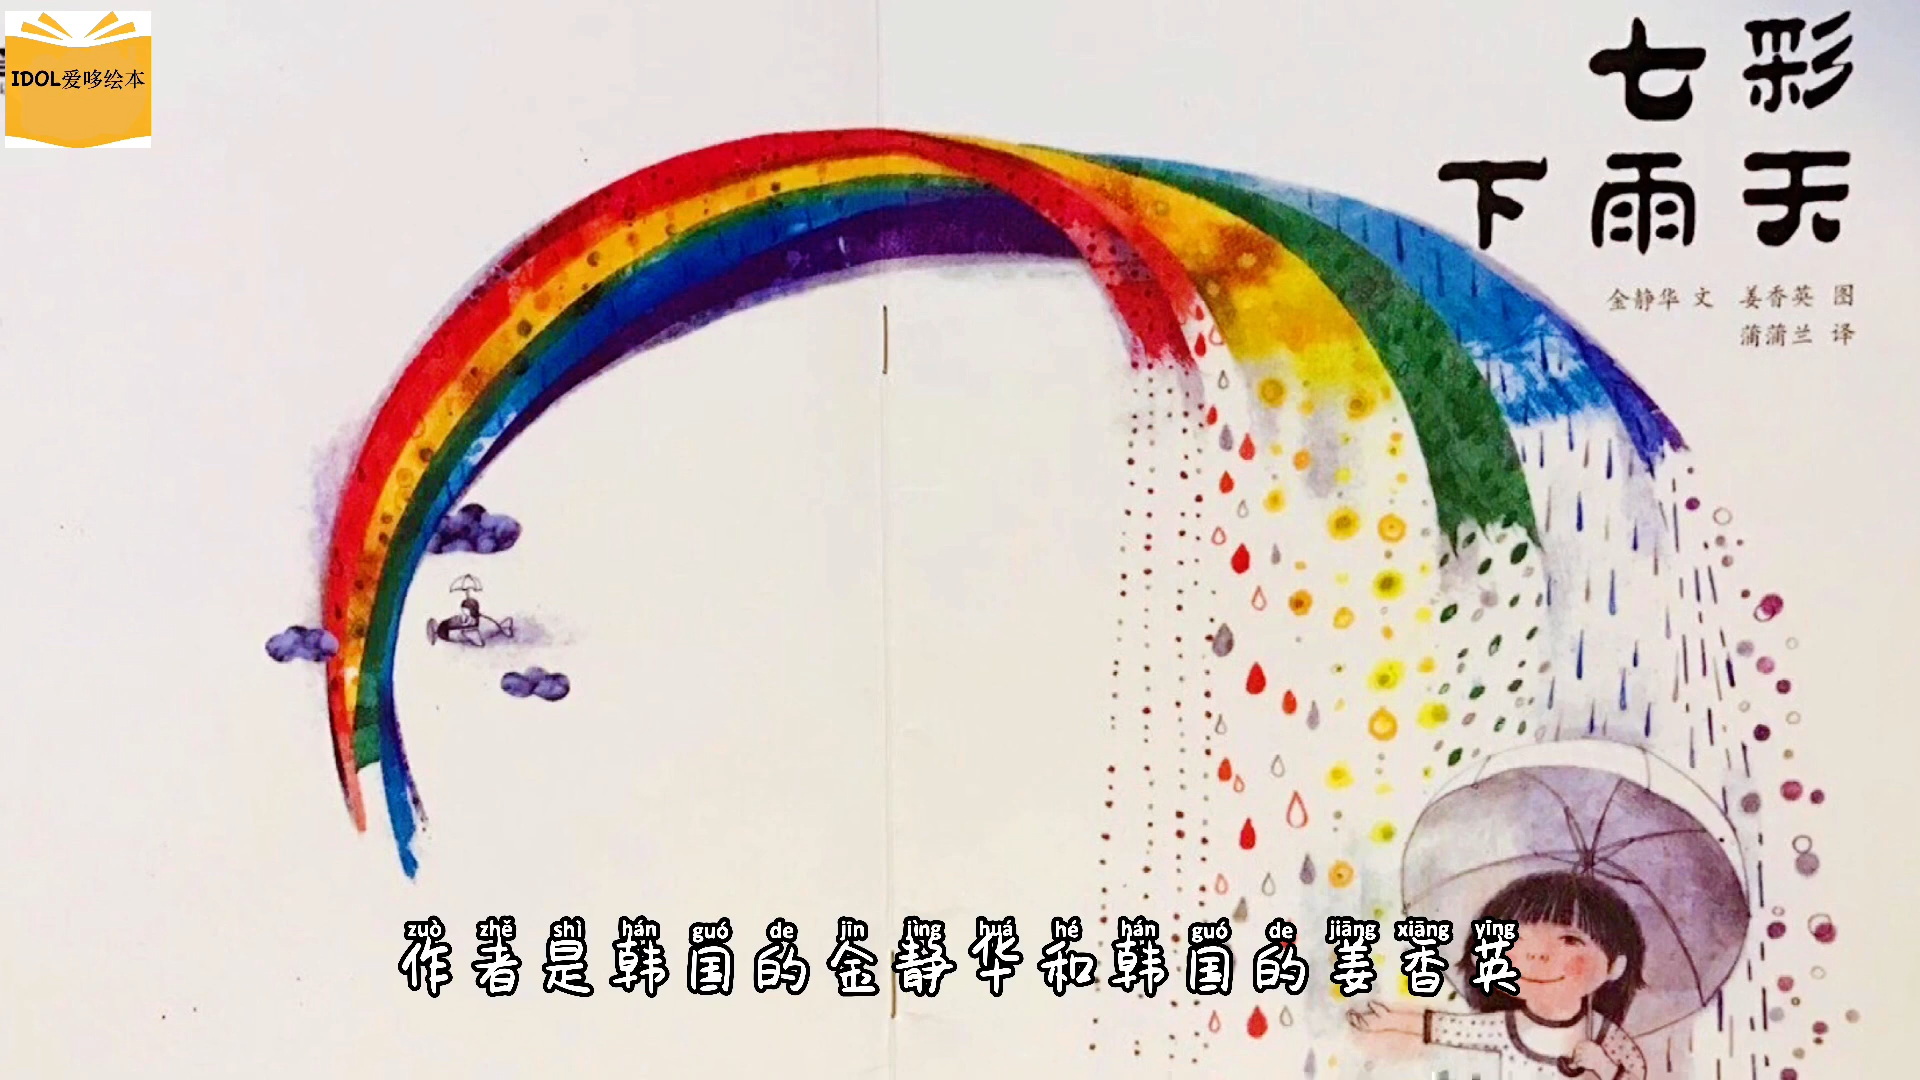 IDOL爱哆绘本
七彩
下雨天
金静华 文 姜香英 图
蒲蒲兰 译
zuò zhě shì hán guó de jīn jìng huá hé hán guó de jiāng xiāng yīng
作者是韩国的金静华和韩国的姜香英